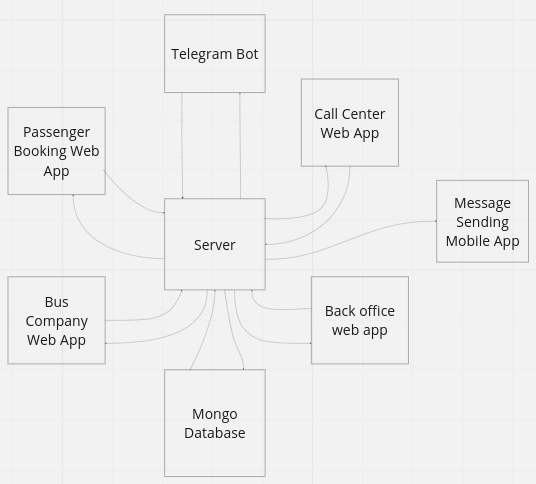 Telegram Bot
Call Center
Web App
Passenger
Booking Web
App
Message
Sending
Mobile App
Server
Bus
Company
Web App
Back office
web app
Mongo
Database